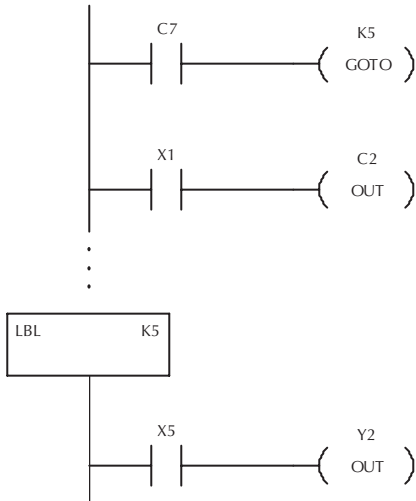 C7 K5
GOTO
X1 C2
OUT
LBL K5
X5 Y2
OUT